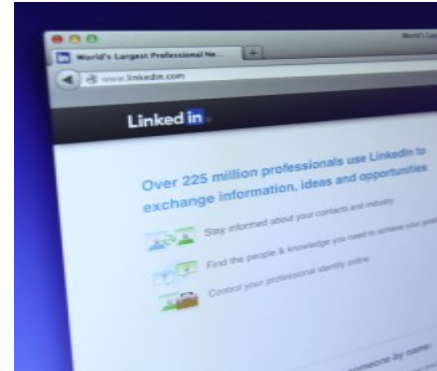 World's Largest Professional Ne...
www.linkedin.com
Linked in
Over 225 million professionals use LinkedIn to
exchange information, ideas and opportunities
Stay informed about your contacts and industry
Find the people & knowledge you need to achieve your
Control your professional identity online
someone by name: